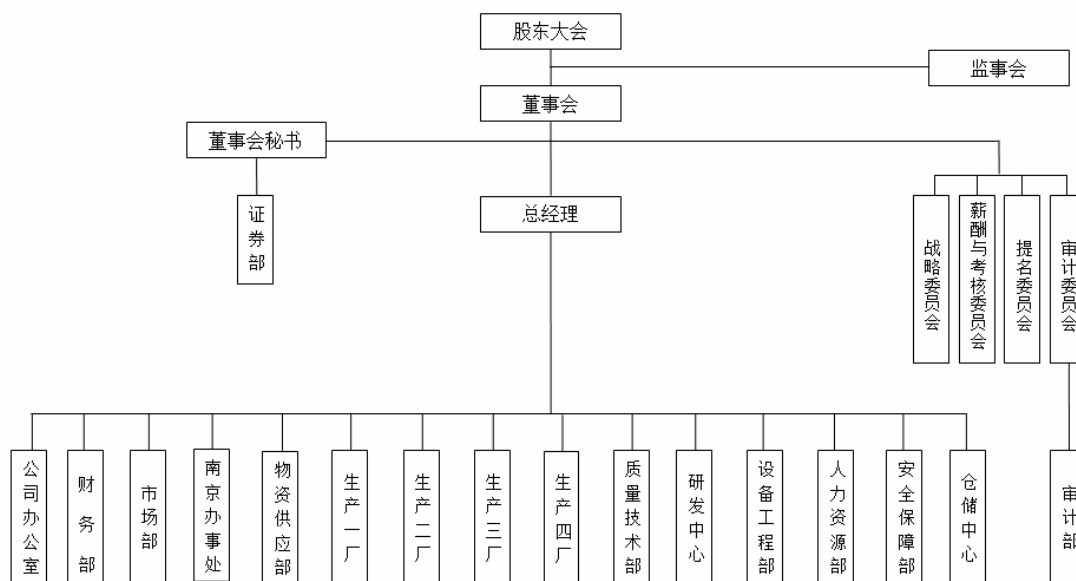 股东大会
监事会
董事会
董事会秘书
证券部
总经理
战略委员会
薪酬与考核委员会
提名委员会
审计委员会
公司办公室
财务部
市场部
南京办事处
物资供应部
生产一厂
生产二厂
生产三厂
生产四厂
质量技术部
研发中心
设备工程部
人力资源部
安全保障部
仓储中心
审计部